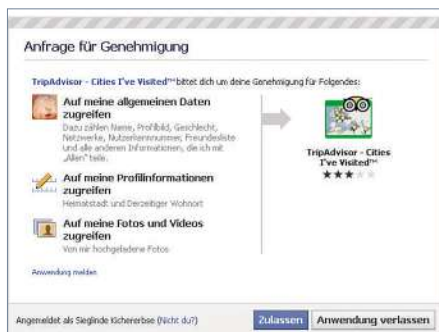 Anfrage für Genehmigung
TripAdvisor - Cities I've Visited™ bittet dich um deine Genehmigung für Folgendes:
Auf meine allgemeinen Daten
zugreifen
Dazu zählen Name, Profilbild, Geschlecht,
Netzwerke, Nutzerkennnummer, Freundesliste
und alle anderen Informationen, die ich mit
„Allen“ teile.
Auf meine Profilinformationen
zugreifen
Heimatstadt und Derzeitiger Wohnort
Auf meine Fotos und Videos
zugreifen
Von mir hochgeladene Fotos
TripAdvisor - Cities
I've Visited™
Anwendung melden
Angemeldet als Sieglinde Kichererbse (Nicht du?)
Zulassen
Anwendung verlassen